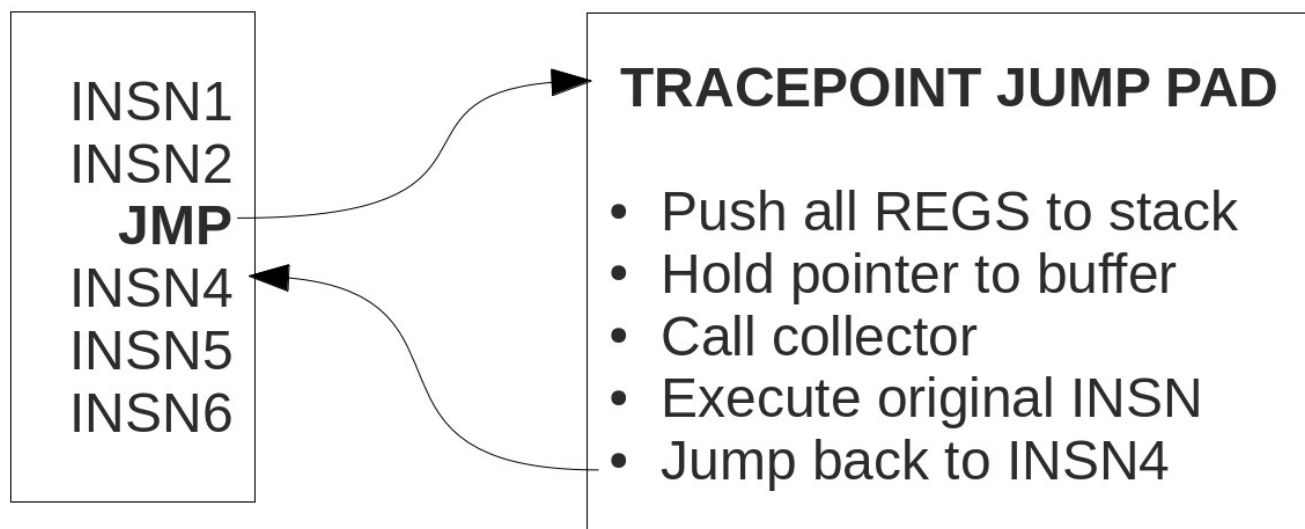 INSN1
INSN2
JMP
INSN4
INSN5
INSN6
TRACEPOINT JUMP PAD
• Push all REGS to stack
• Hold pointer to buffer
• Call collector
• Execute original INSN
• Jump back to INSN4